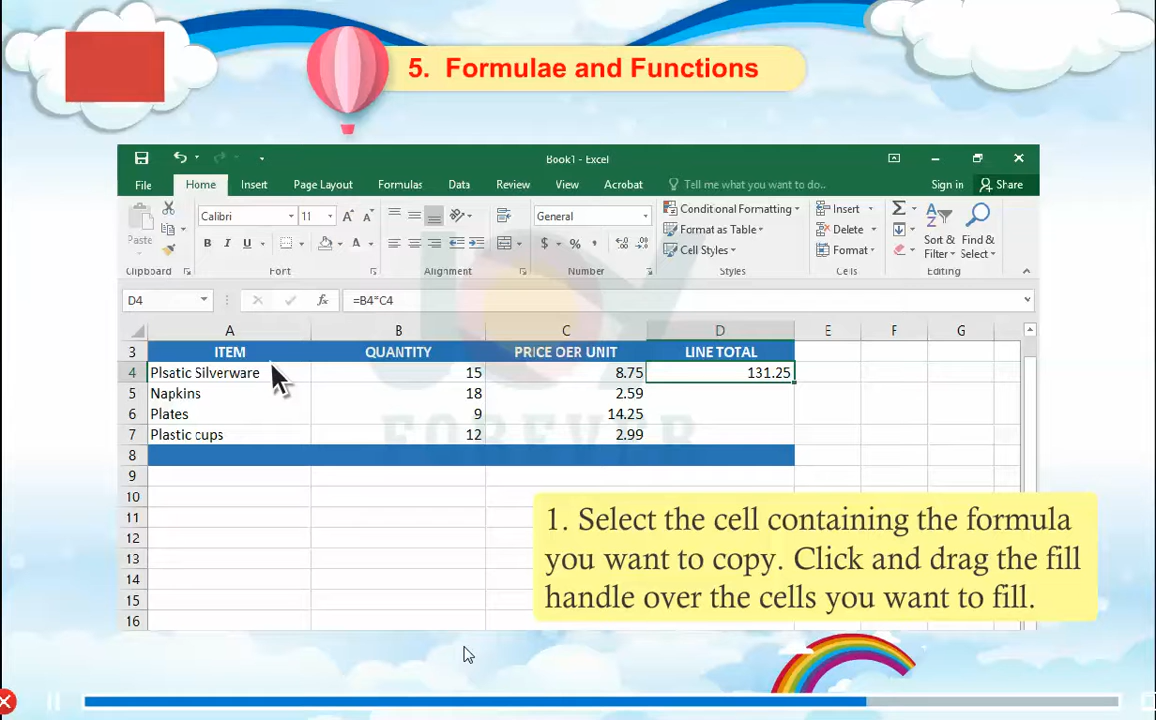 5. Formulae and Functions
Book1 - Excel
File Home Insert Page Layout Formulas Data Review View Acrobat Tell me what you want to do.. Sign in Share
Calibri 11 General Conditional Formatting Insert
Paste B I U $ % , Format as Table Delete Sort & Find &
Cell Styles Format Filter Select
Clipboard Font Alignment Number Styles Cells Editing
D4 fx =B4*C4
A B C D E F G
3 ITEM QUANTITY PRICE OER UNIT LINE TOTAL
4 Plsatic Silverware 15 8.75 131.25
5 Napkins 18 2.59
6 Plates 9 14.25
7 Plastic cups 12 2.99
8
9
10
11
12
13
14
15
16
JOY
FOREVER
1. Select the cell containing the formula
you want to copy. Click and drag the fill
handle over the cells you want to fill.